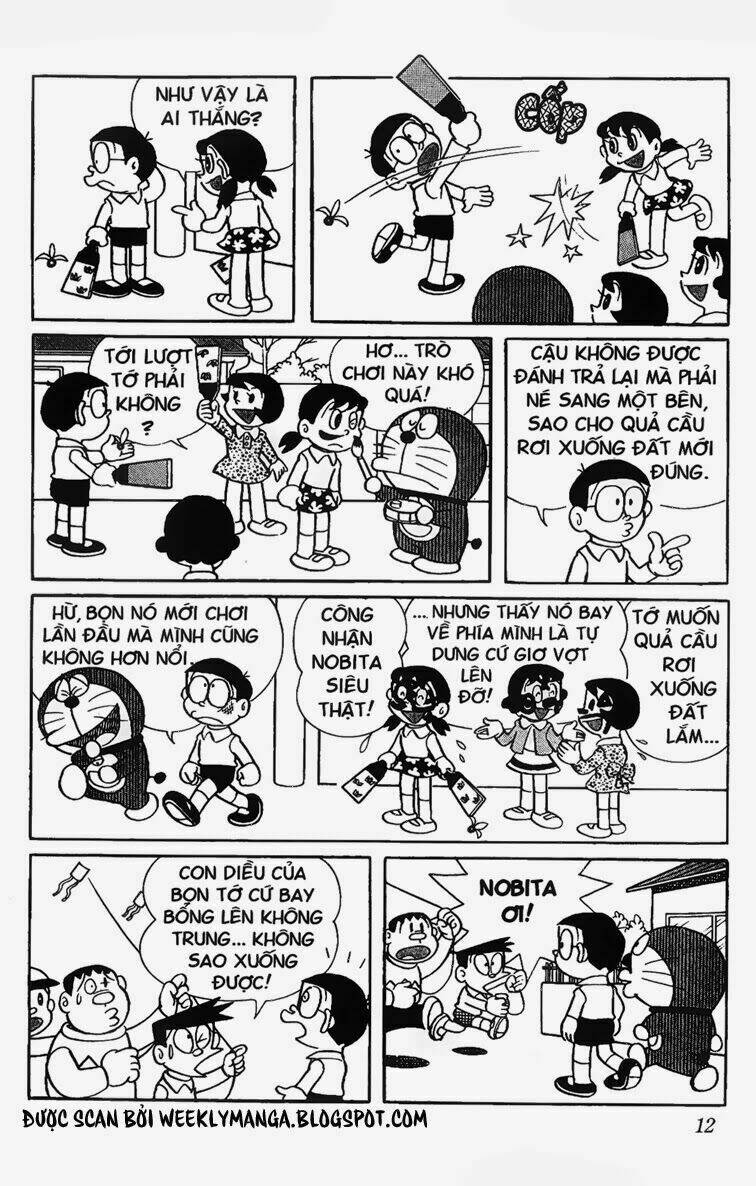 NHƯ VẬY LÀ
AI THẮNG?
CỐP
TỚI LƯỢT
TỚ PHẢI
KHÔNG
?
HƠ... TRÒ
CHƠI NÀY KHÓ
QUÁ!
CẬU KHÔNG ĐƯỢC
ĐÁNH TRẢ LẠI MÀ PHẢI
NÉ SANG MỘT BÊN,
SAO CHO QUẢ CẦU
RƠI XUỐNG ĐẤT MỚI
ĐÚNG.
HỪ, BỌN NÓ MỚI CHƠI
LẦN ĐẦU MÀ MÌNH CŨNG
KHÔNG HƠN NỔI.
CÔNG
NHẬN
NOBITA
SIÊU
THẬT!
... NHƯNG THẤY NÓ BAY
VỀ PHÍA MÌNH LÀ TỰ
DƯNG CỨ GIƠ VỢT
LÊN
ĐỠ!
TỚ MUỐN
QUẢ CẦU
RƠI
XUỐNG
ĐẤT
LẮM...
CON DIỀU CỦA
BỌN TỚ CỨ BAY
BỔNG LÊN KHÔNG
TRUNG... KHÔNG
SAO XUỐNG
ĐƯỢC!
NOBITA
ƠI!
ĐƯỢC SCAN BỞI WEEKLYMANGA.BLOGSPOT.COM
12